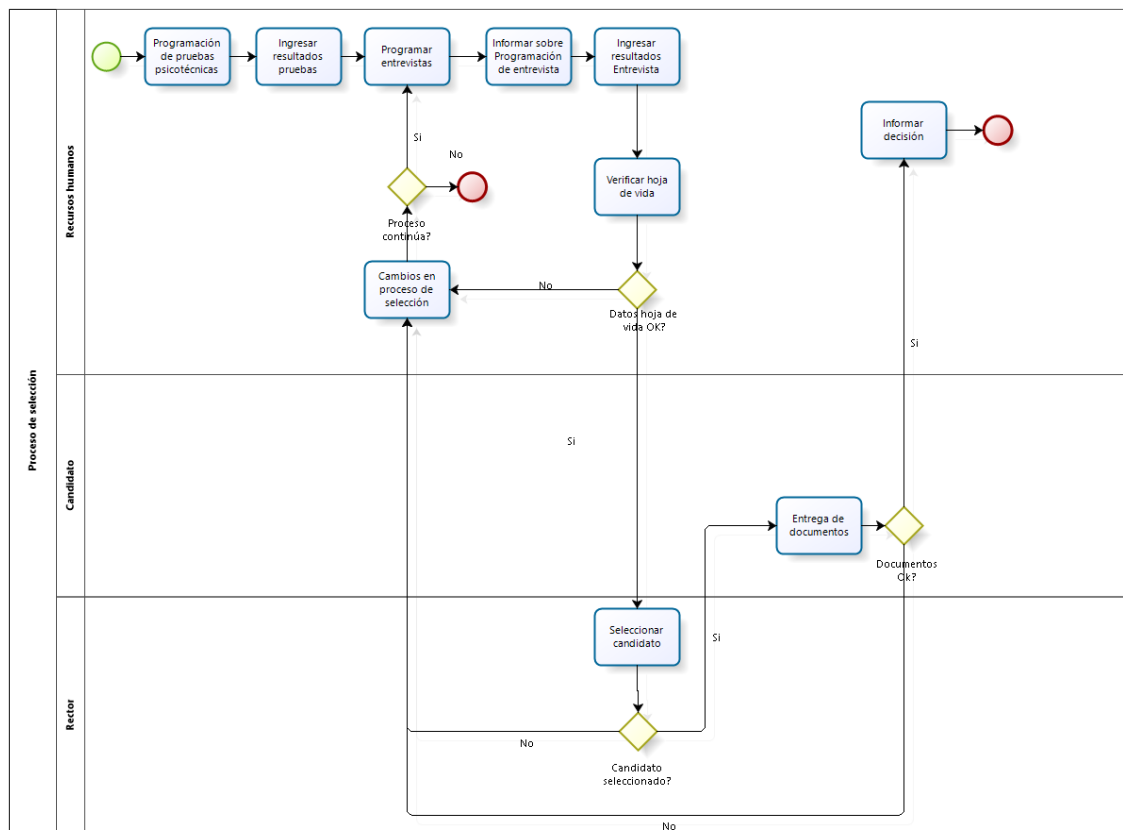 Proceso de selección
Recursos humanos
Programación
de pruebas
psicotécnicas
Ingresar
resultados
pruebas
Programar
entrevistas
Informar sobre
Programación
de entrevista
Ingresar
resultados
Entrevista
Informar
decisión
Si
No
Verificar hoja
de vida
Proceso
continúa?
Cambios en
proceso de
selección
No
Datos hoja de
vida OK?
Si
Candidato
Si
Entrega de
documentos
Documentos
Ok?
Rector
Seleccionar
candidato
Si
No
Candidato
seleccionado?
No